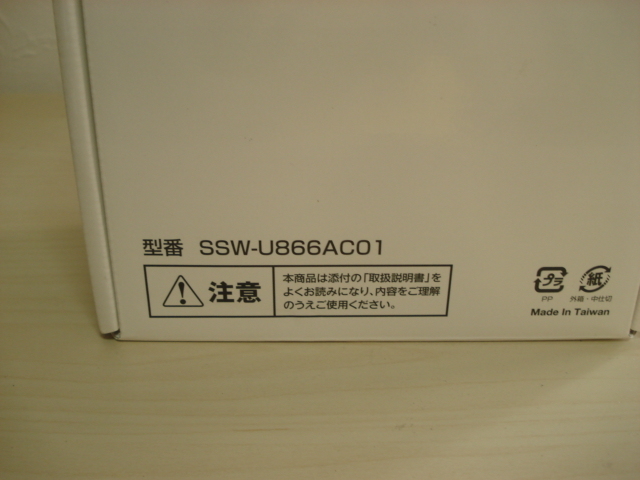 型番 SSW-U866AC01
注意
本商品は添付の「取扱説明書」を
よくお読みになり、内容をご理解
のうえご使用ください。
プラ
PP
紙
外箱・中仕切
Made In Taiwan